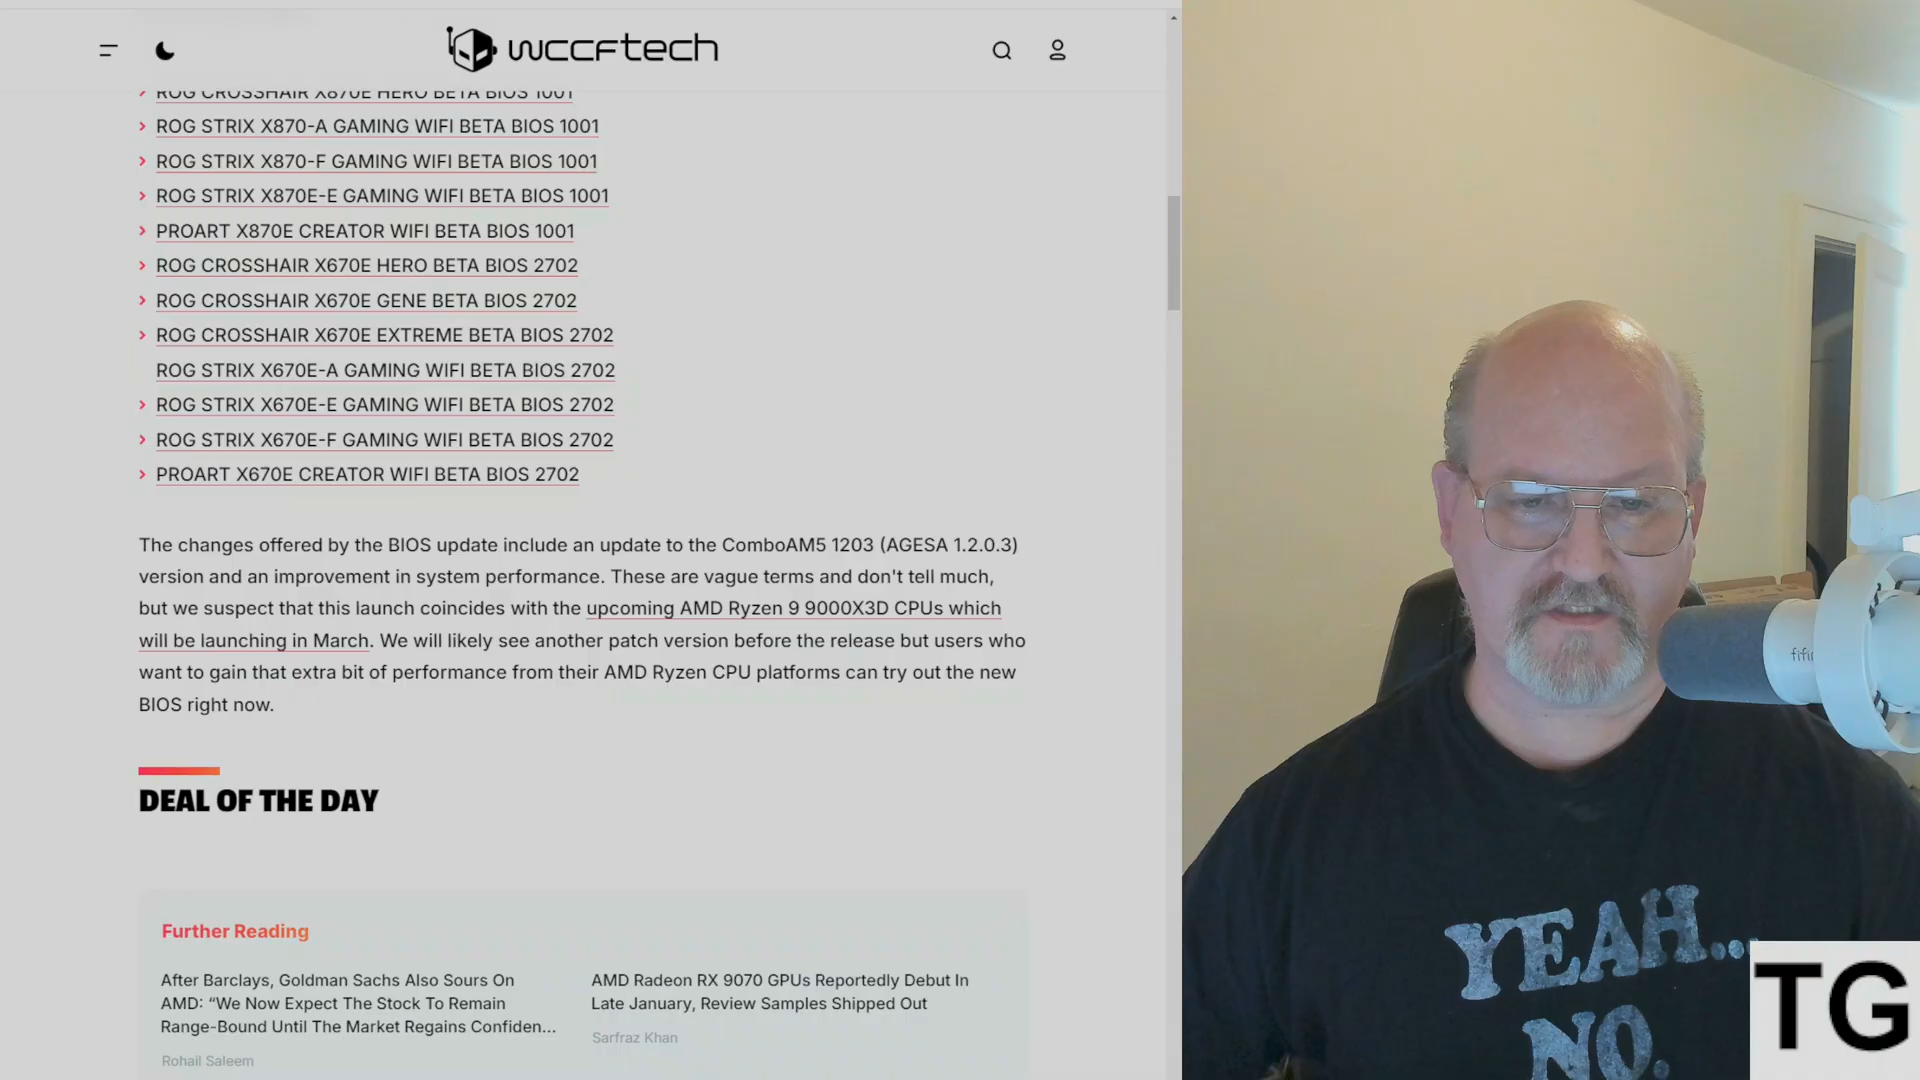 wccftech
ROG CROSSHAIR X870E HERO BETA BIOS 1001
ROG STRIX X870-A GAMING WIFI BETA BIOS 1001
ROG STRIX X870-F GAMING WIFI BETA BIOS 1001
ROG STRIX X870E-E GAMING WIFI BETA BIOS 1001
PROART X870E CREATOR WIFI BETA BIOS 1001
ROG CROSSHAIR X670E HERO BETA BIOS 2702
ROG CROSSHAIR X670E GENE BETA BIOS 2702
ROG CROSSHAIR X670E EXTREME BETA BIOS 2702
ROG STRIX X670E-A GAMING WIFI BETA BIOS 2702
ROG STRIX X670E-E GAMING WIFI BETA BIOS 2702
ROG STRIX X670E-F GAMING WIFI BETA BIOS 2702
PROART X670E CREATOR WIFI BETA BIOS 2702
The changes offered by the BIOS update include an update to the ComboAM5 1203 (AGESA 1.2.0.3)
version and an improvement in system performance. These are vague terms and don't tell much,
but we suspect that this launch coincides with the upcoming AMD Ryzen 9 9000X3D CPUs which
will be launching in March. We will likely see another patch version before the release but users who
want to gain that extra bit of performance from their AMD Ryzen CPU platforms can try out the new
BIOS right now.
DEAL OF THE DAY
Further Reading
After Barclays, Goldman Sachs Also Sours On
AMD: “We Now Expect The Stock To Remain
Range-Bound Until The Market Regains Confiden...
Rohail Saleem
AMD Radeon RX 9070 GPUs Reportedly Debut In
Late January, Review Samples Shipped Out
Sarfraz Khan
YEAH...
NO.
TG